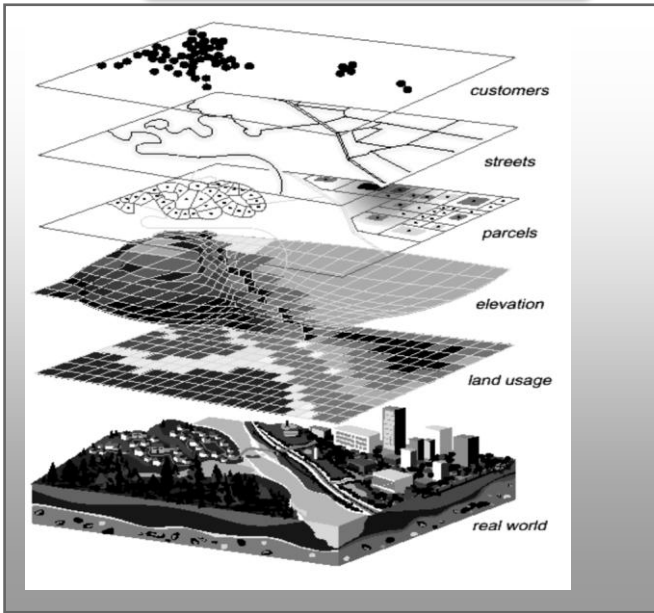 customers
streets
parcels
elevation
land usage
real world